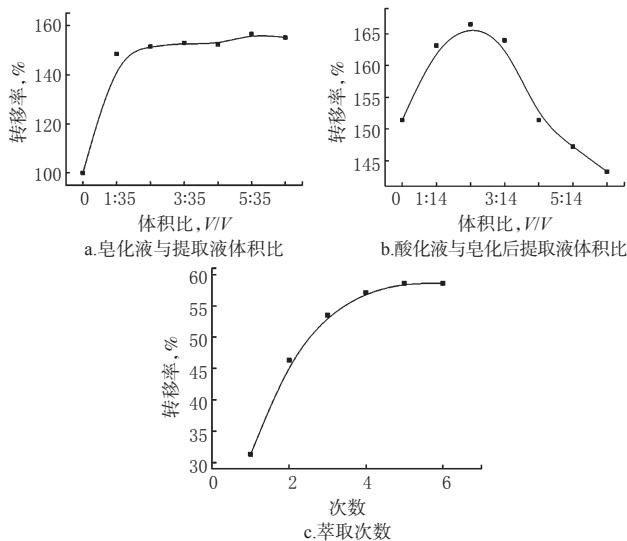 160
140
120
100
转移率，%
0 1∶35 3∶35 5∶35
体积比，V/V
a.皂化液与提取液体积比
165
160
155
150
145
转移率，%
0 1∶14 3∶14 5∶14
体积比，V/V
b.酸化液与皂化后提取液体积比
60
55
50
45
40
35
30
转移率，%
0 2 4 6
次数
c.萃取次数